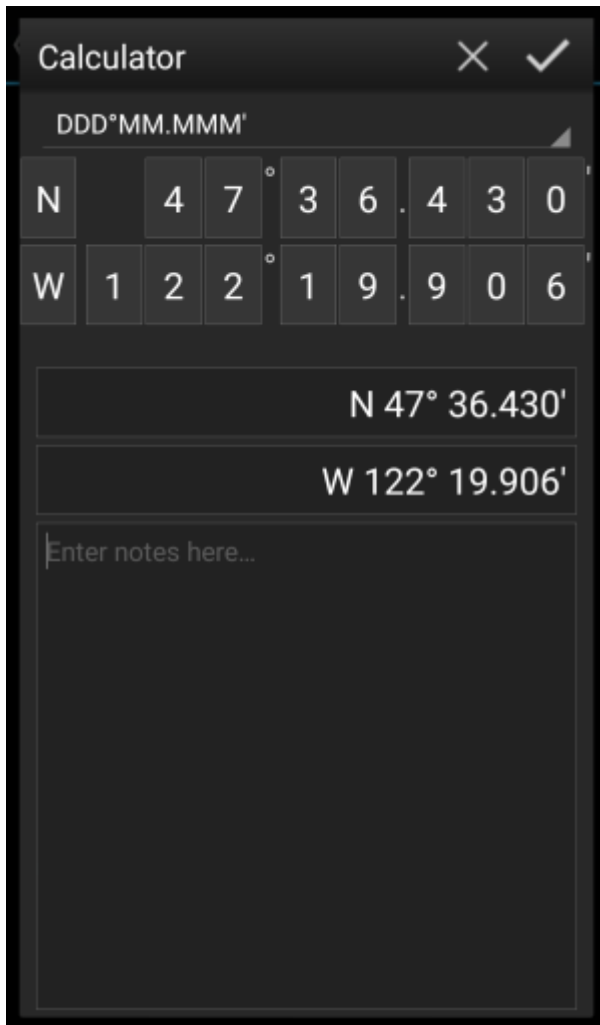 Calculator
DDD°MM.MMM'
N 4 7 ° 3 6 . 4 3 0 '
W 1 2 2 ° 1 9 . 9 0 6 '
N 47° 36.430'
W 122° 19.906'
Enter notes here...